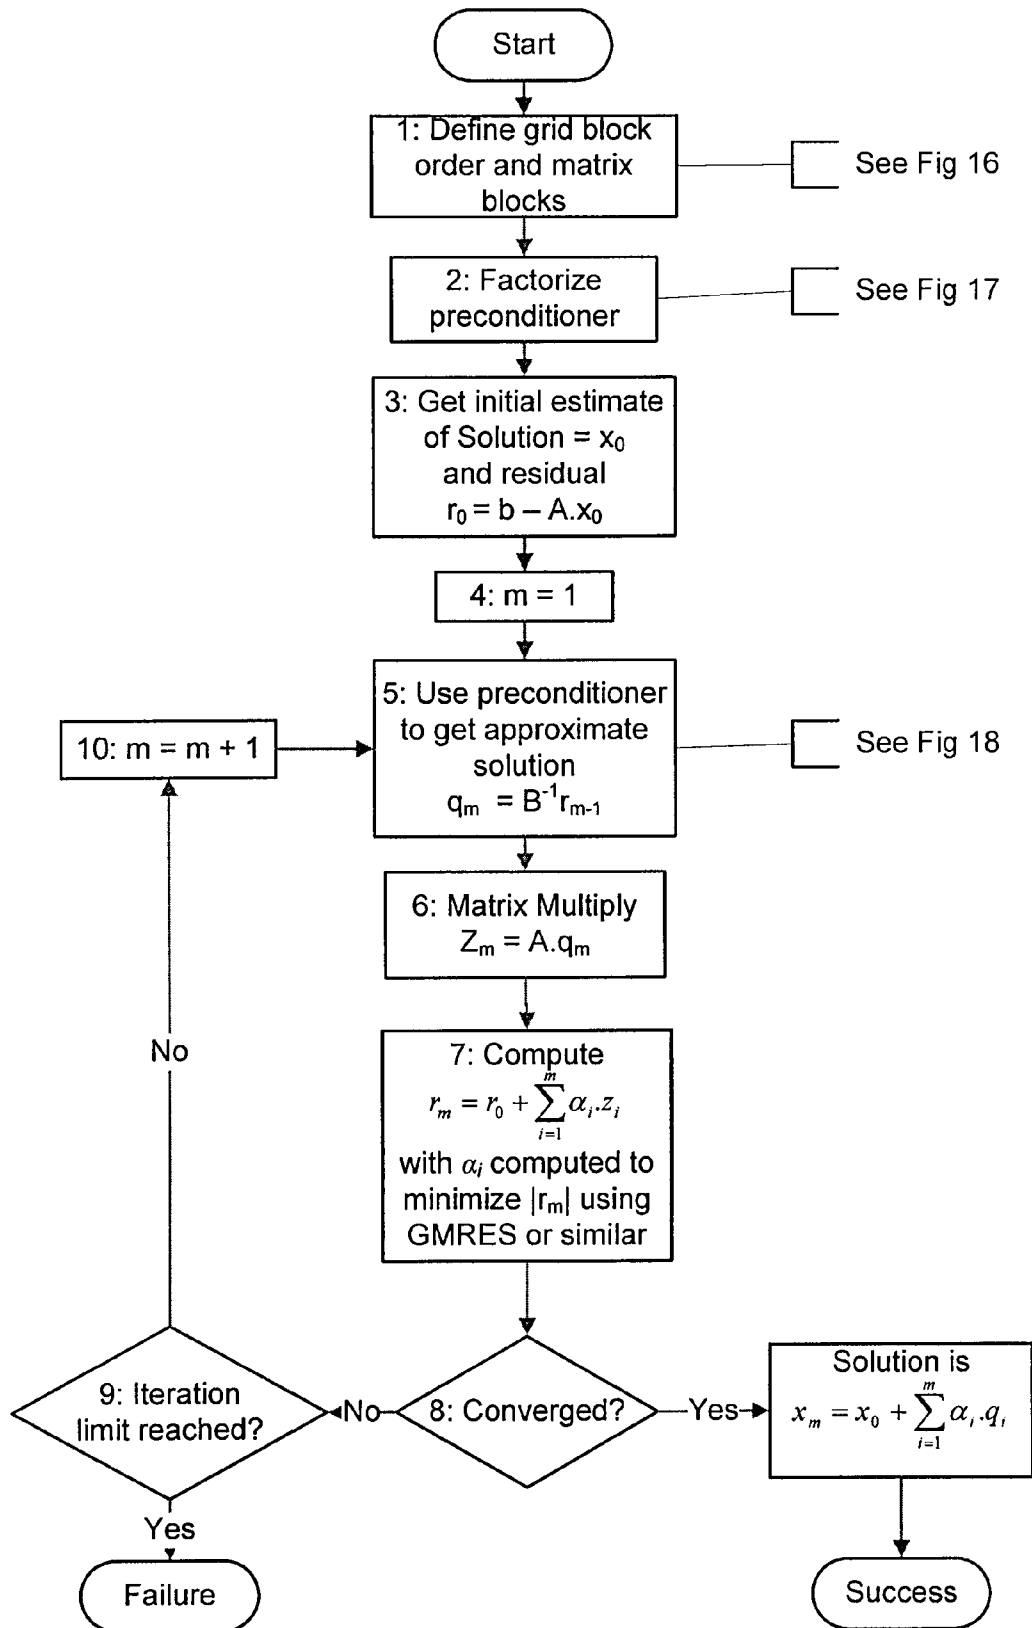 Start
1: Define grid block
order and matrix
blocks
See Fig 16
2: Factorize
preconditioner
See Fig 17
3: Get initial estimate
of Solution = x₀
and residual
r₀ = b – A.x₀
4: m = 1
5: Use preconditioner
to get approximate
solution
qₘ = B⁻¹rₘ₋₁
See Fig 18
10: m = m + 1
6: Matrix Multiply
Zₘ = A.qₘ
7: Compute
rₘ = r₀ + ∑ᵢ₌₁ᵐ αᵢ.zᵢ
with αᵢ computed to
minimize |rₘ| using
GMRES or similar
No
8: Converged?
No
9: Iteration
limit reached?
Yes
Solution is
xₘ = x₀ + ∑ᵢ₌₁ᵐ αᵢ.qᵢ
Yes
Failure
Success